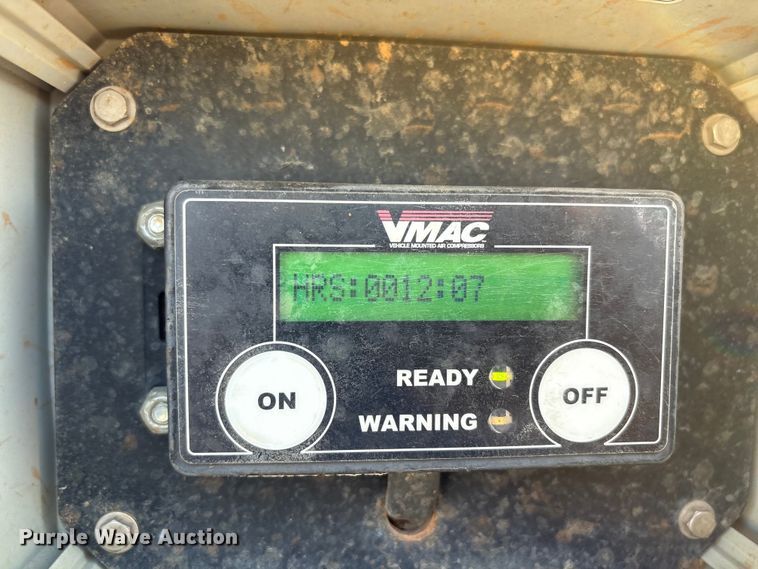 VMAC
VEHICLE MOUNTED AIR COMPRESSORS
HRS:0012:07
READY
ON
OFF
WARNING
Purple Wave Auction